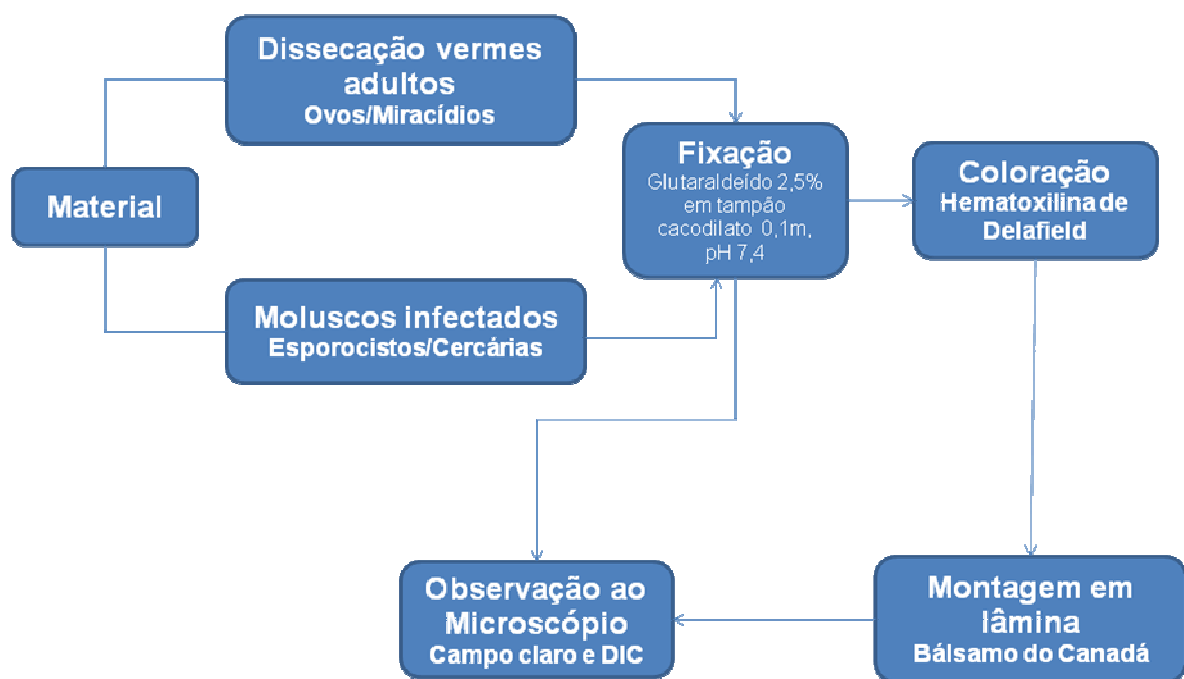 Dissecação vermes
adultos
Ovos/Miracídios
Material
Moluscos infectados
Esporocistos/Cercárias
Fixação
Glutaraldeído 2,5%
em tampão
cacodilato 0,1m,
pH 7,4
Coloração
Hematoxilina de
Delafield
Montagem em
lâmina
Bálsamo do Canadá
Observação ao
Microscópio
Campo claro e DIC